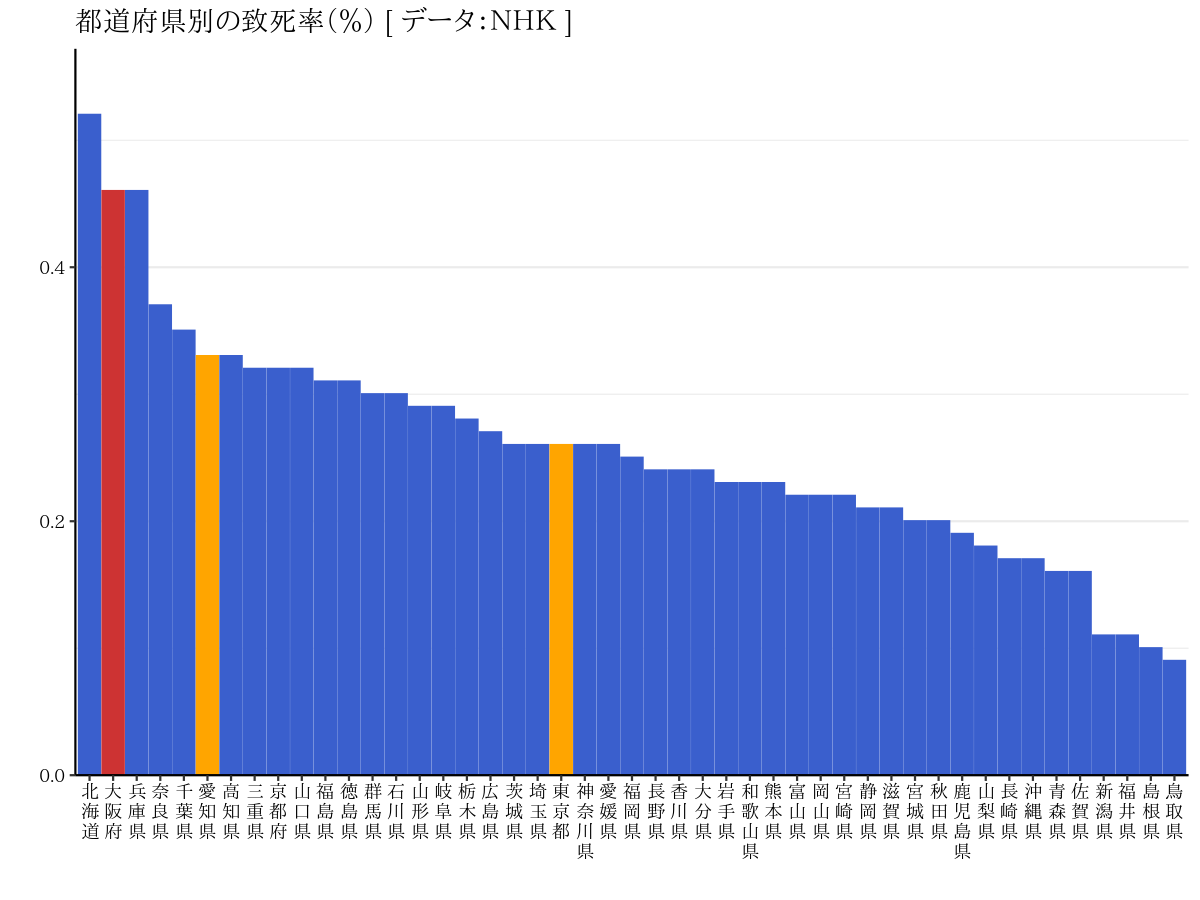 都道府県別の致死率(%) [ データ:NHK ]
0.4
0.2
0.0
北海道
大阪府
兵庫県
奈良県
千葉県
愛知県
高知県
三重県
京都府
山口県
福島県
徳島県
群馬県
石川県
山形県
岐阜県
栃木県
広島県
茨城県
埼玉県
東京都
神奈川県
愛媛県
福岡県
長野県
香川県
大分県
岩手県
和歌山県
熊本県
富山県
岡山県
宮崎県
静岡県
滋賀県
宮城県
秋田県
鹿児島県
山梨県
長崎県
沖縄県
青森県
佐賀県
新潟県
福井県
島根県
鳥取県